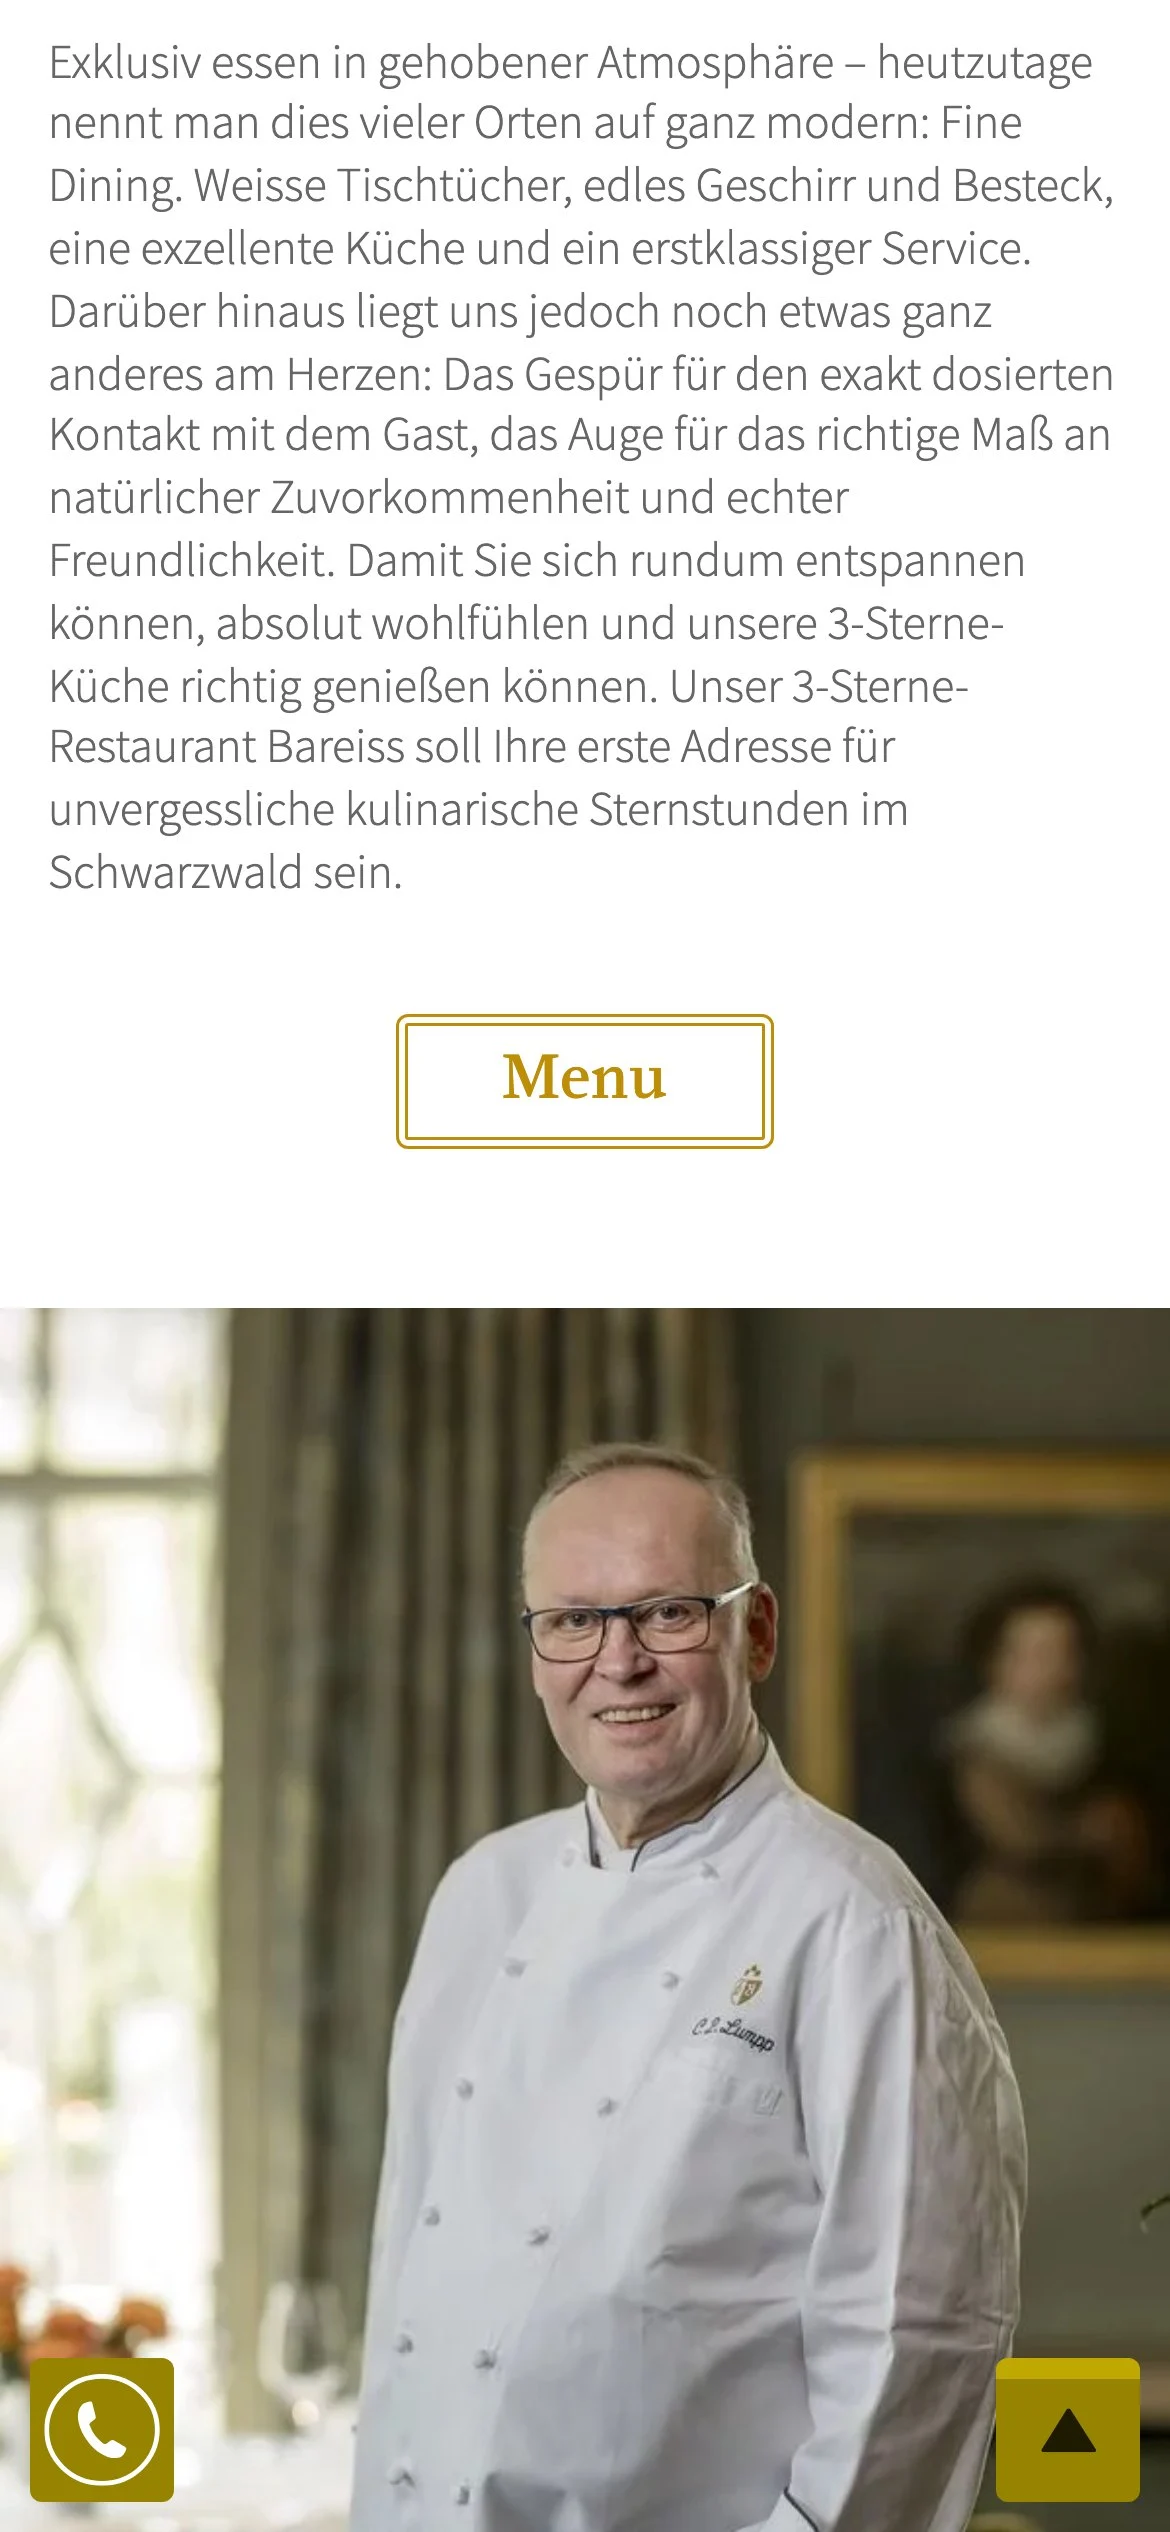 Exklusiv essen in gehobener Atmosphäre – heutzutage
nennt man dies vieler Orten auf ganz modern: Fine
Dining. Weisse Tischtücher, edles Geschirr und Besteck,
eine exzellente Küche und ein erstklassiger Service.
Darüber hinaus liegt uns jedoch noch etwas ganz
anderes am Herzen: Das Gespür für den exakt dosierten
Kontakt mit dem Gast, das Auge für das richtige Maß an
natürlicher Zuvorkommenheit und echter
Freundlichkeit. Damit Sie sich rundum entspannen
können, absolut wohlfühlen und unsere 3-Sterne-
Küche richtig genießen können. Unser 3-Sterne-
Restaurant Bareiss soll Ihre erste Adresse für
unvergessliche kulinarische Sternstunden im
Schwarzwald sein.
Menu
C.L. Lumpp